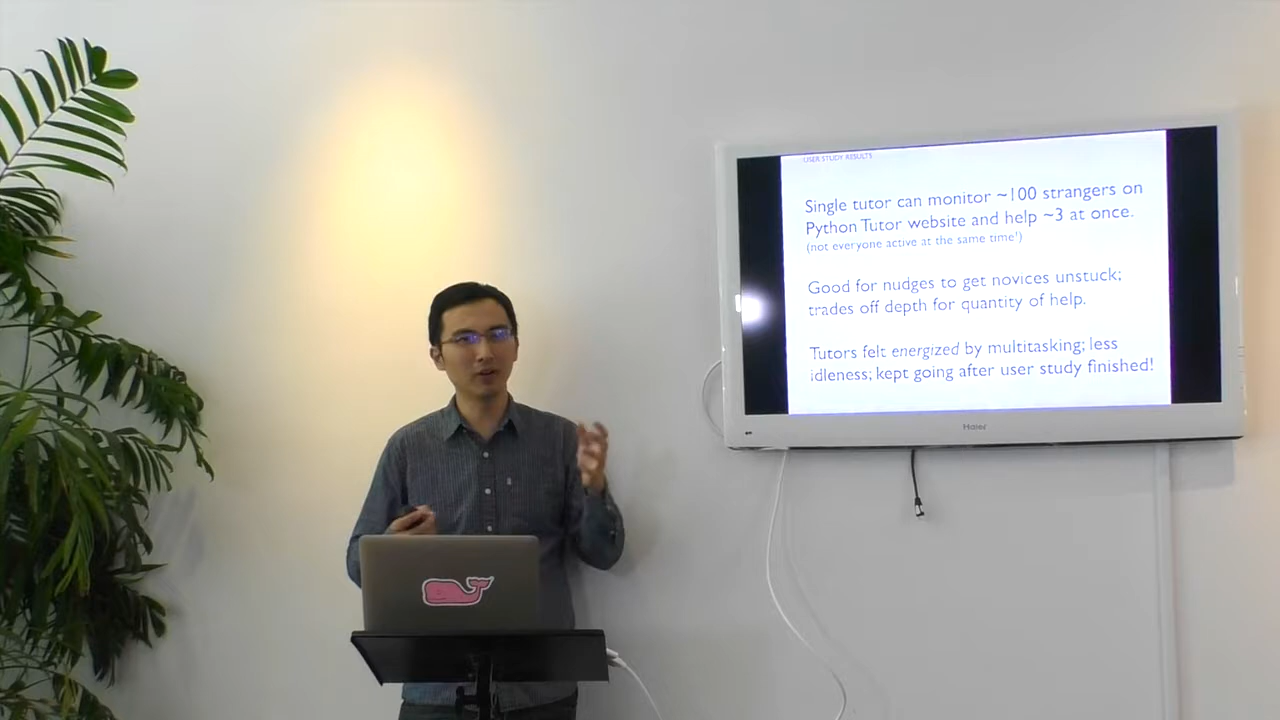 USER STUDY RESULTS
Single tutor can monitor ~100 strangers on
Python Tutor website and help ~3 at once.
(not everyone active at the same time!)
Good for nudges to get novices unstuck;
trades off depth for quantity of help.
Tutors felt energized by multitasking; less
idleness; kept going after user study finished!
Haier